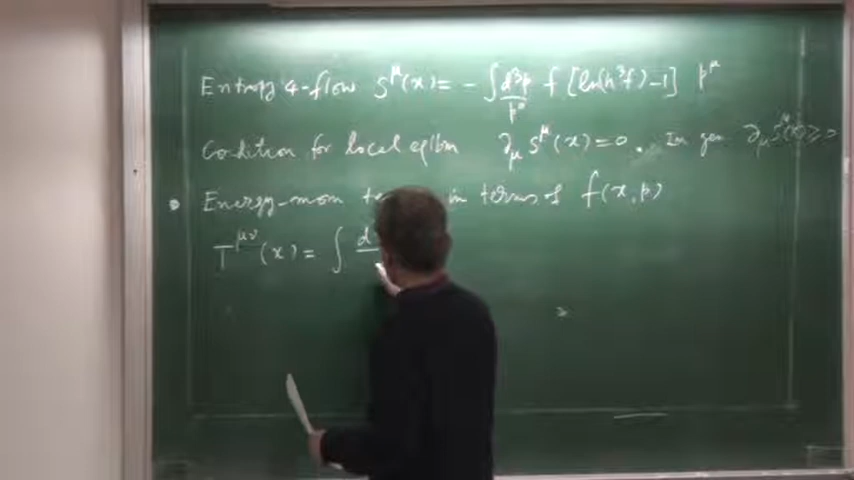 Entropy 4-flow S^μ(x) = - ∫ d³p/p⁰ f [ln(h³f) - 1] p^μ
Condition for local eqlbm ∂_μ S^μ(x) = 0. In gen ∂_μ S^μ(x) ≥ 0
• Energy-mom in terms of f(x,p)
T^μν(x) = ∫ d